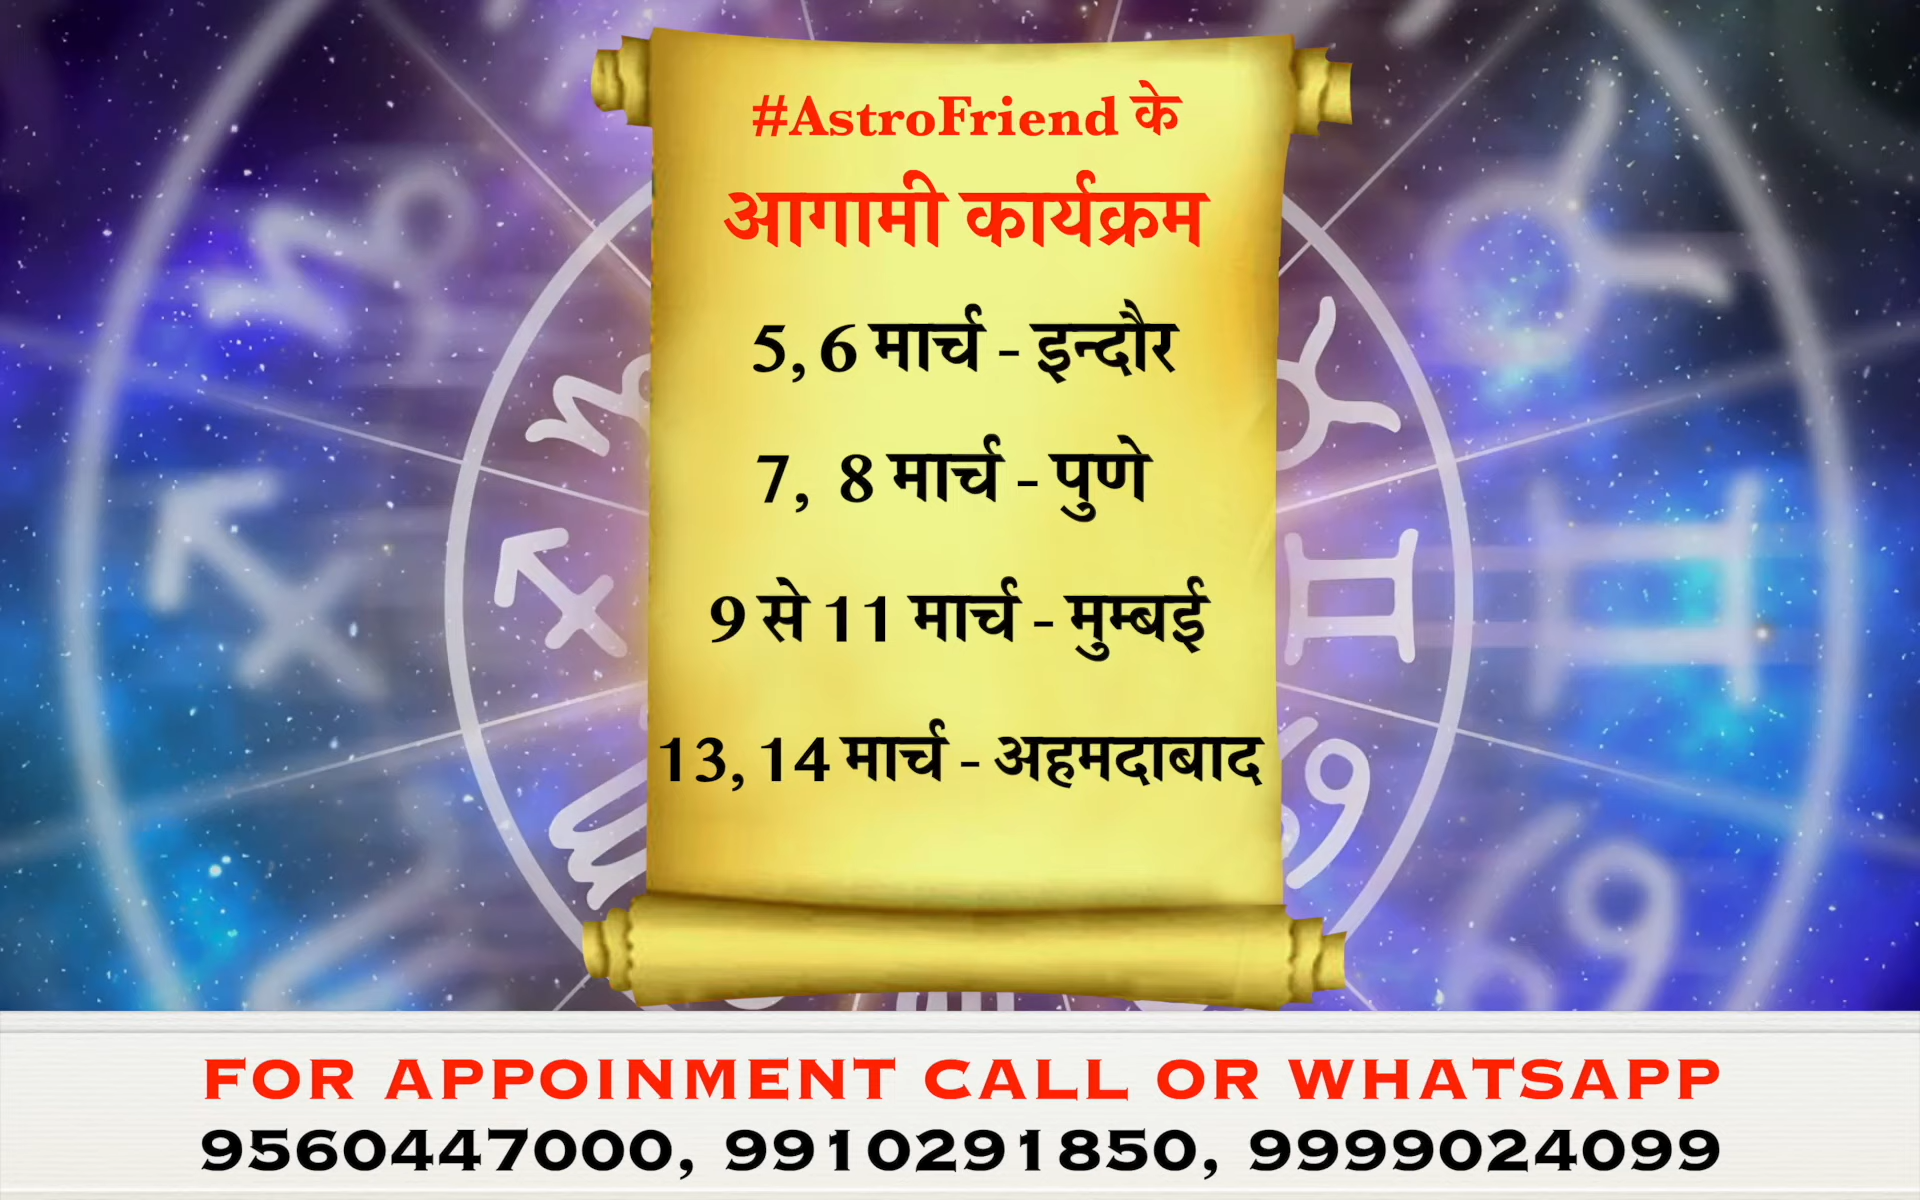 #AstroFriend के
आगामी कार्यक्रम
5, 6 मार्च - इन्दौर
7, 8 मार्च - पुणे
9 से 11 मार्च - मुम्बई
13, 14 मार्च - अहमदाबाद
FOR APPOINMENT CALL OR WHATSAPP
9560447000, 9910291850, 9999024099